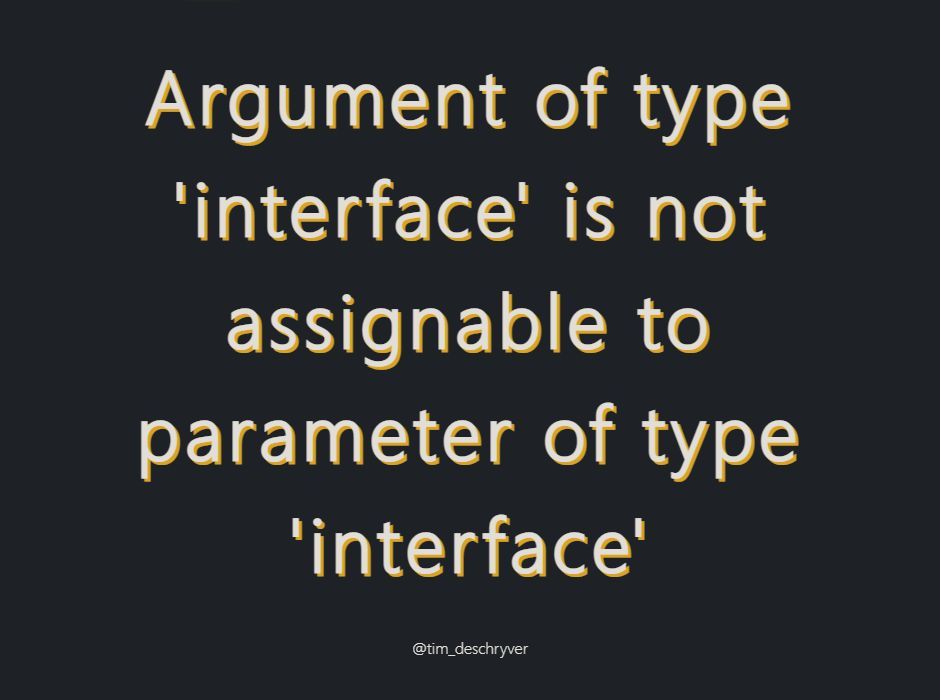 Argument of type
'interface' is not
assignable to
parameter of type
'interface'
@tim_deschryver